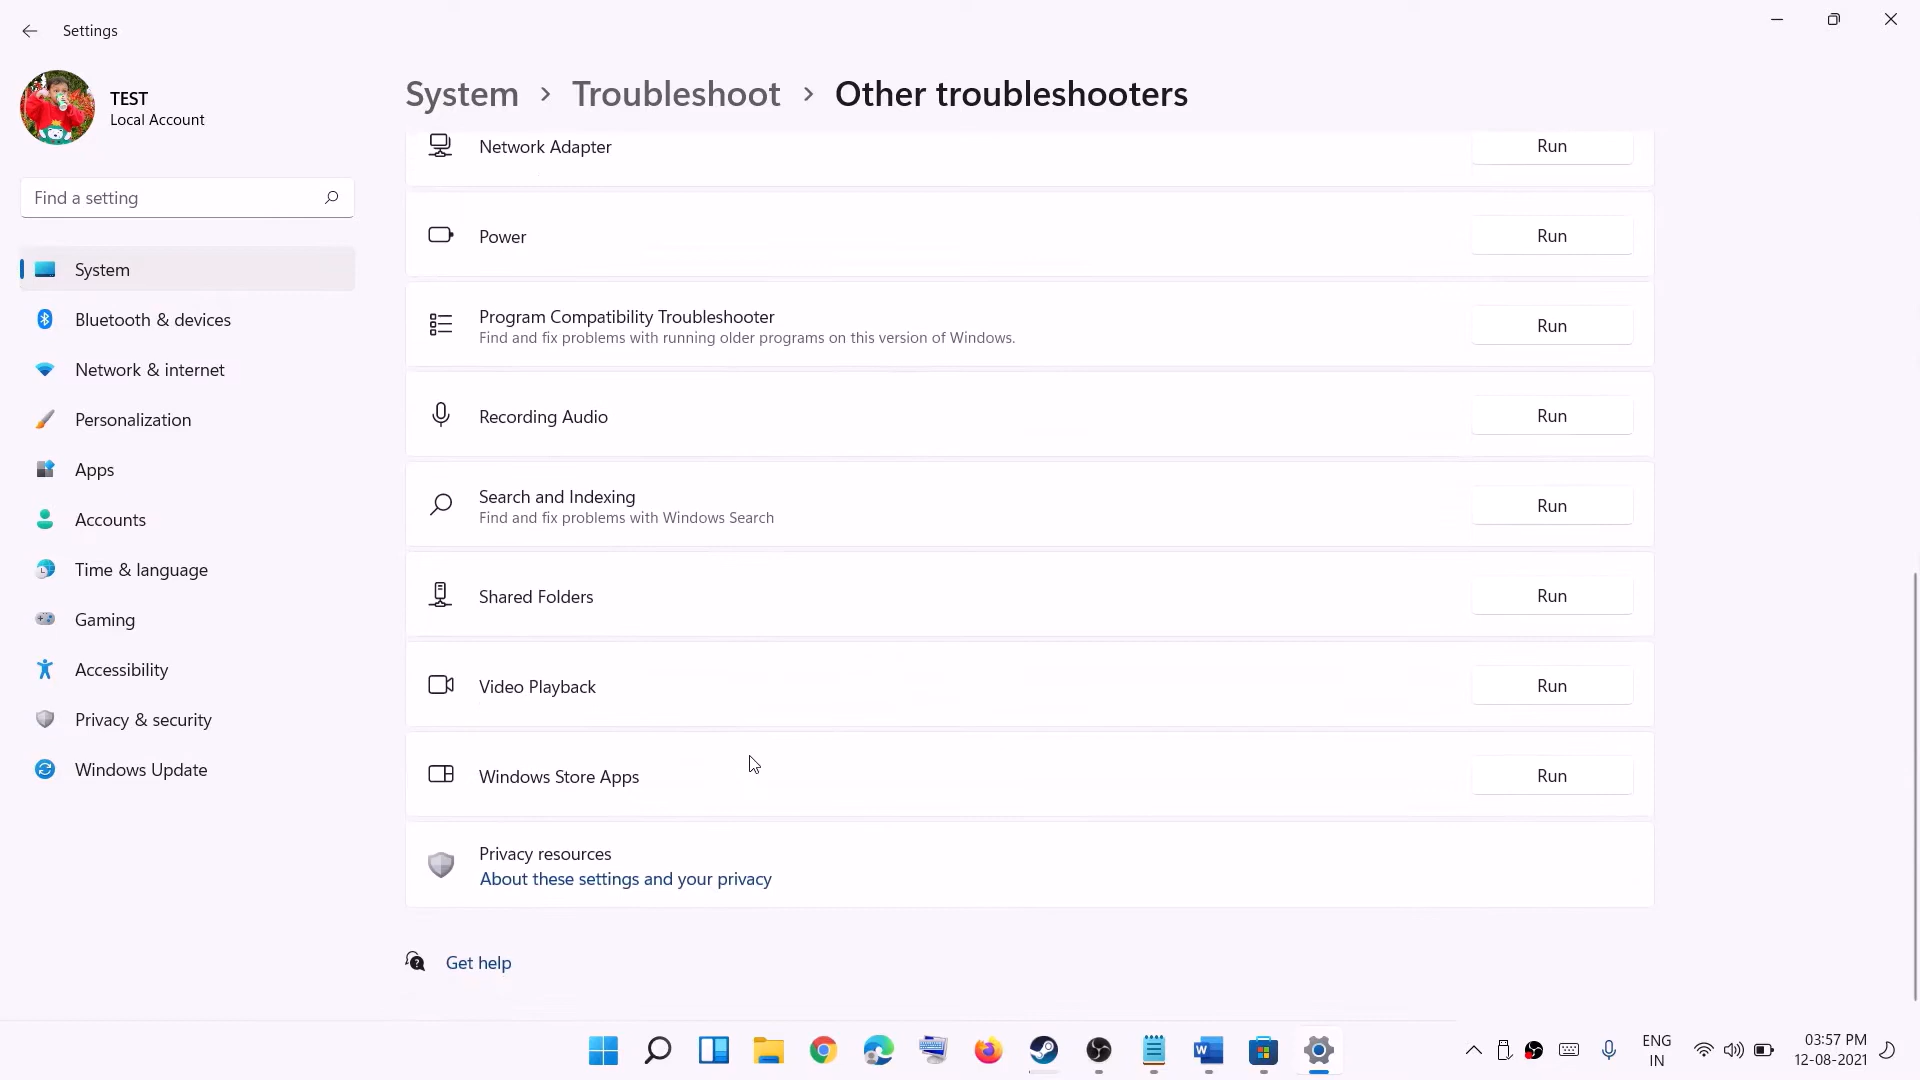 Settings
TEST
Local Account
Find a setting
System
Bluetooth & devices
Network & internet
Personalization
Apps
Accounts
Time & language
Gaming
Accessibility
Privacy & security
Windows Update
System > Troubleshoot > Other troubleshooters
Network Adapter
Run
Power
Run
Program Compatibility Troubleshooter
Find and fix problems with running older programs on this version of Windows.
Run
Recording Audio
Run
Search and Indexing
Find and fix problems with Windows Search
Run
Shared Folders
Run
Video Playback
Run
Windows Store Apps
Run
Privacy resources
About these settings and your privacy
Get help
ENG
IN
03:57 PM
12-08-2021